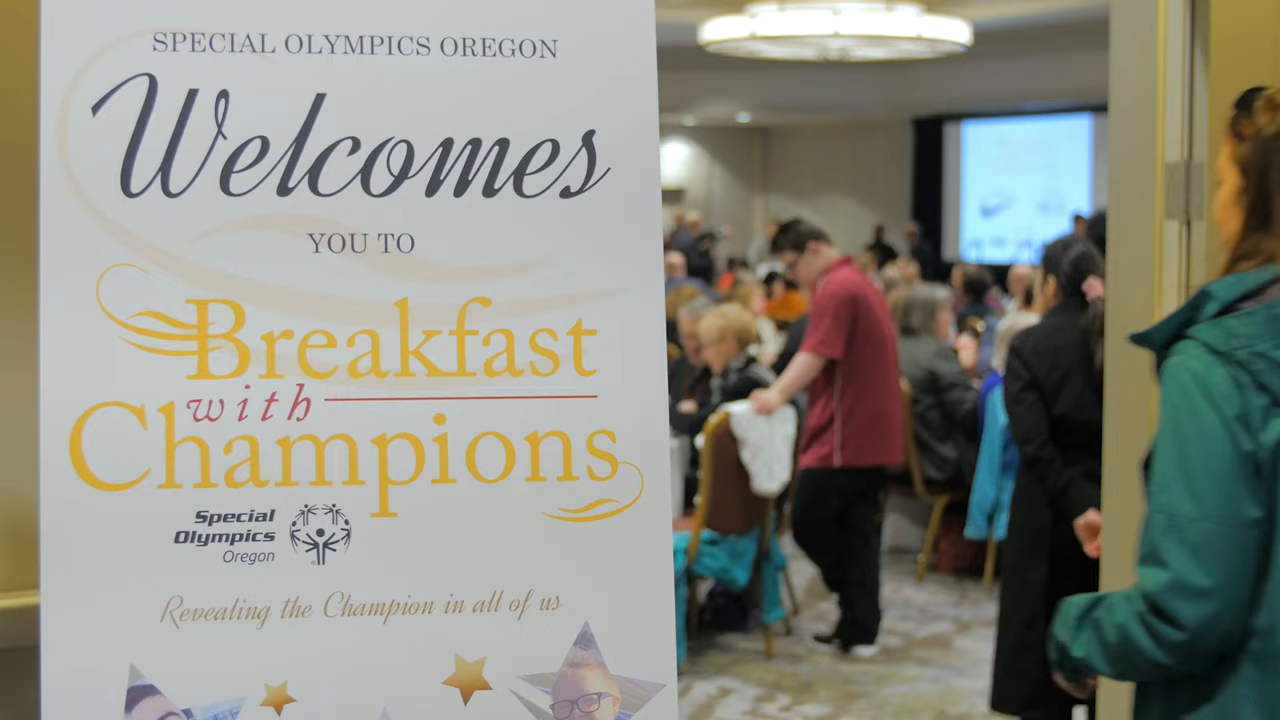 SPECIAL OLYMPICS OREGON
Welcomes
YOU TO
Breakfast
with
Champions
Special
Olympics
Oregon
Revealing the Champion in all of us